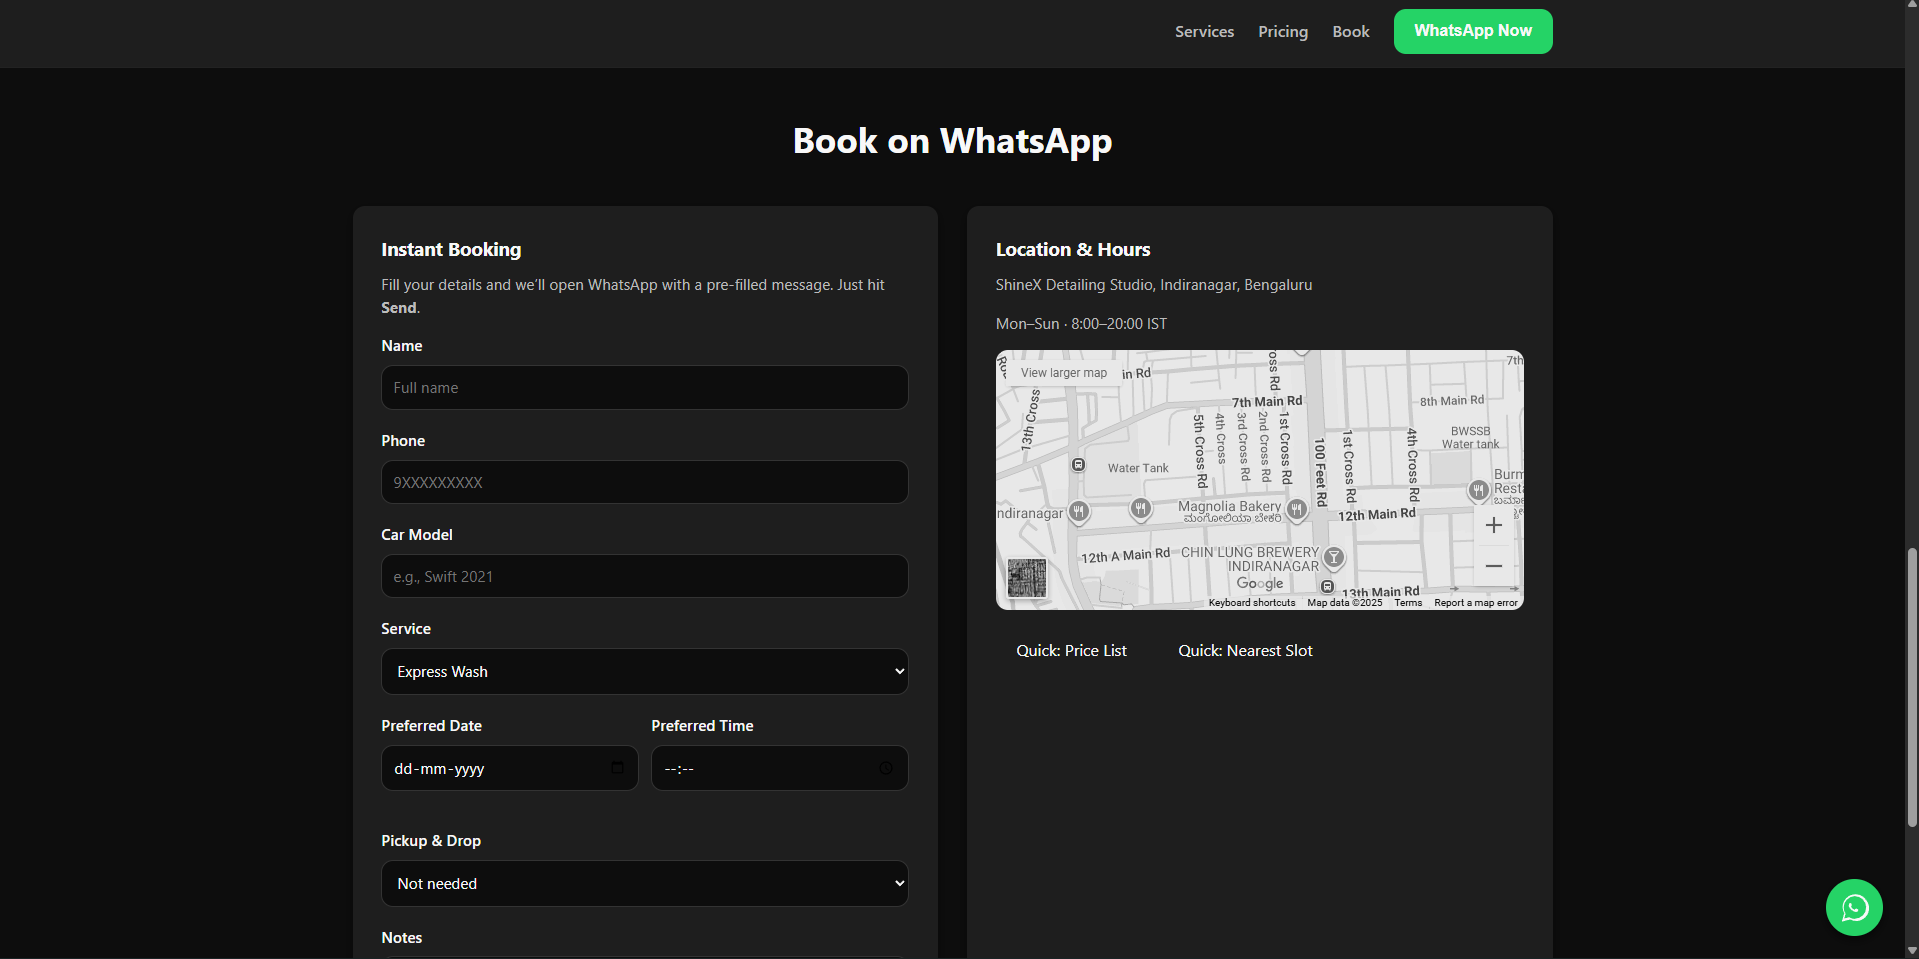 Services
Pricing
Book
WhatsApp Now
Book on WhatsApp
Instant Booking
Fill your details and we'll open WhatsApp with a pre-filled message. Just hit
Send.
Name
Full name
Phone
9XXXXXXXXX
Car Model
e.g., Swift 2021
Service
Express Wash
Preferred Date
Preferred Time
dd-mm-yyyy
--:--
Pickup & Drop
Not needed
Notes
Location & Hours
ShineX Detailing Studio, Indiranagar, Bengaluru
Mon–Sun · 8:00–20:00 IST
View larger map
in Rd
13th Cross
oss Rd
7th
7th Main Rd
8th Main Rd
5th Cross Rd
4th Cross
3rd Cross Rd
2nd Cross Rd
1st Cross Rd
100 Feet Rd
1st Cross Rd
4th Cross Rd
BWSSB
Water tank
Water Tank
Burm
Resta
ndiranagar
Magnolia Bakery
ಮಂಗೋಲಿಯಾ ಬೇಕರಿ
12th Main Rd
12th A Main Rd
CHIN LUNG BREWERY
INDIRANAGAR
Google
13th Main Rd
Keyboard shortcuts
Map data ©2025
Terms
Report a map error
Quick: Price List
Quick: Nearest Slot